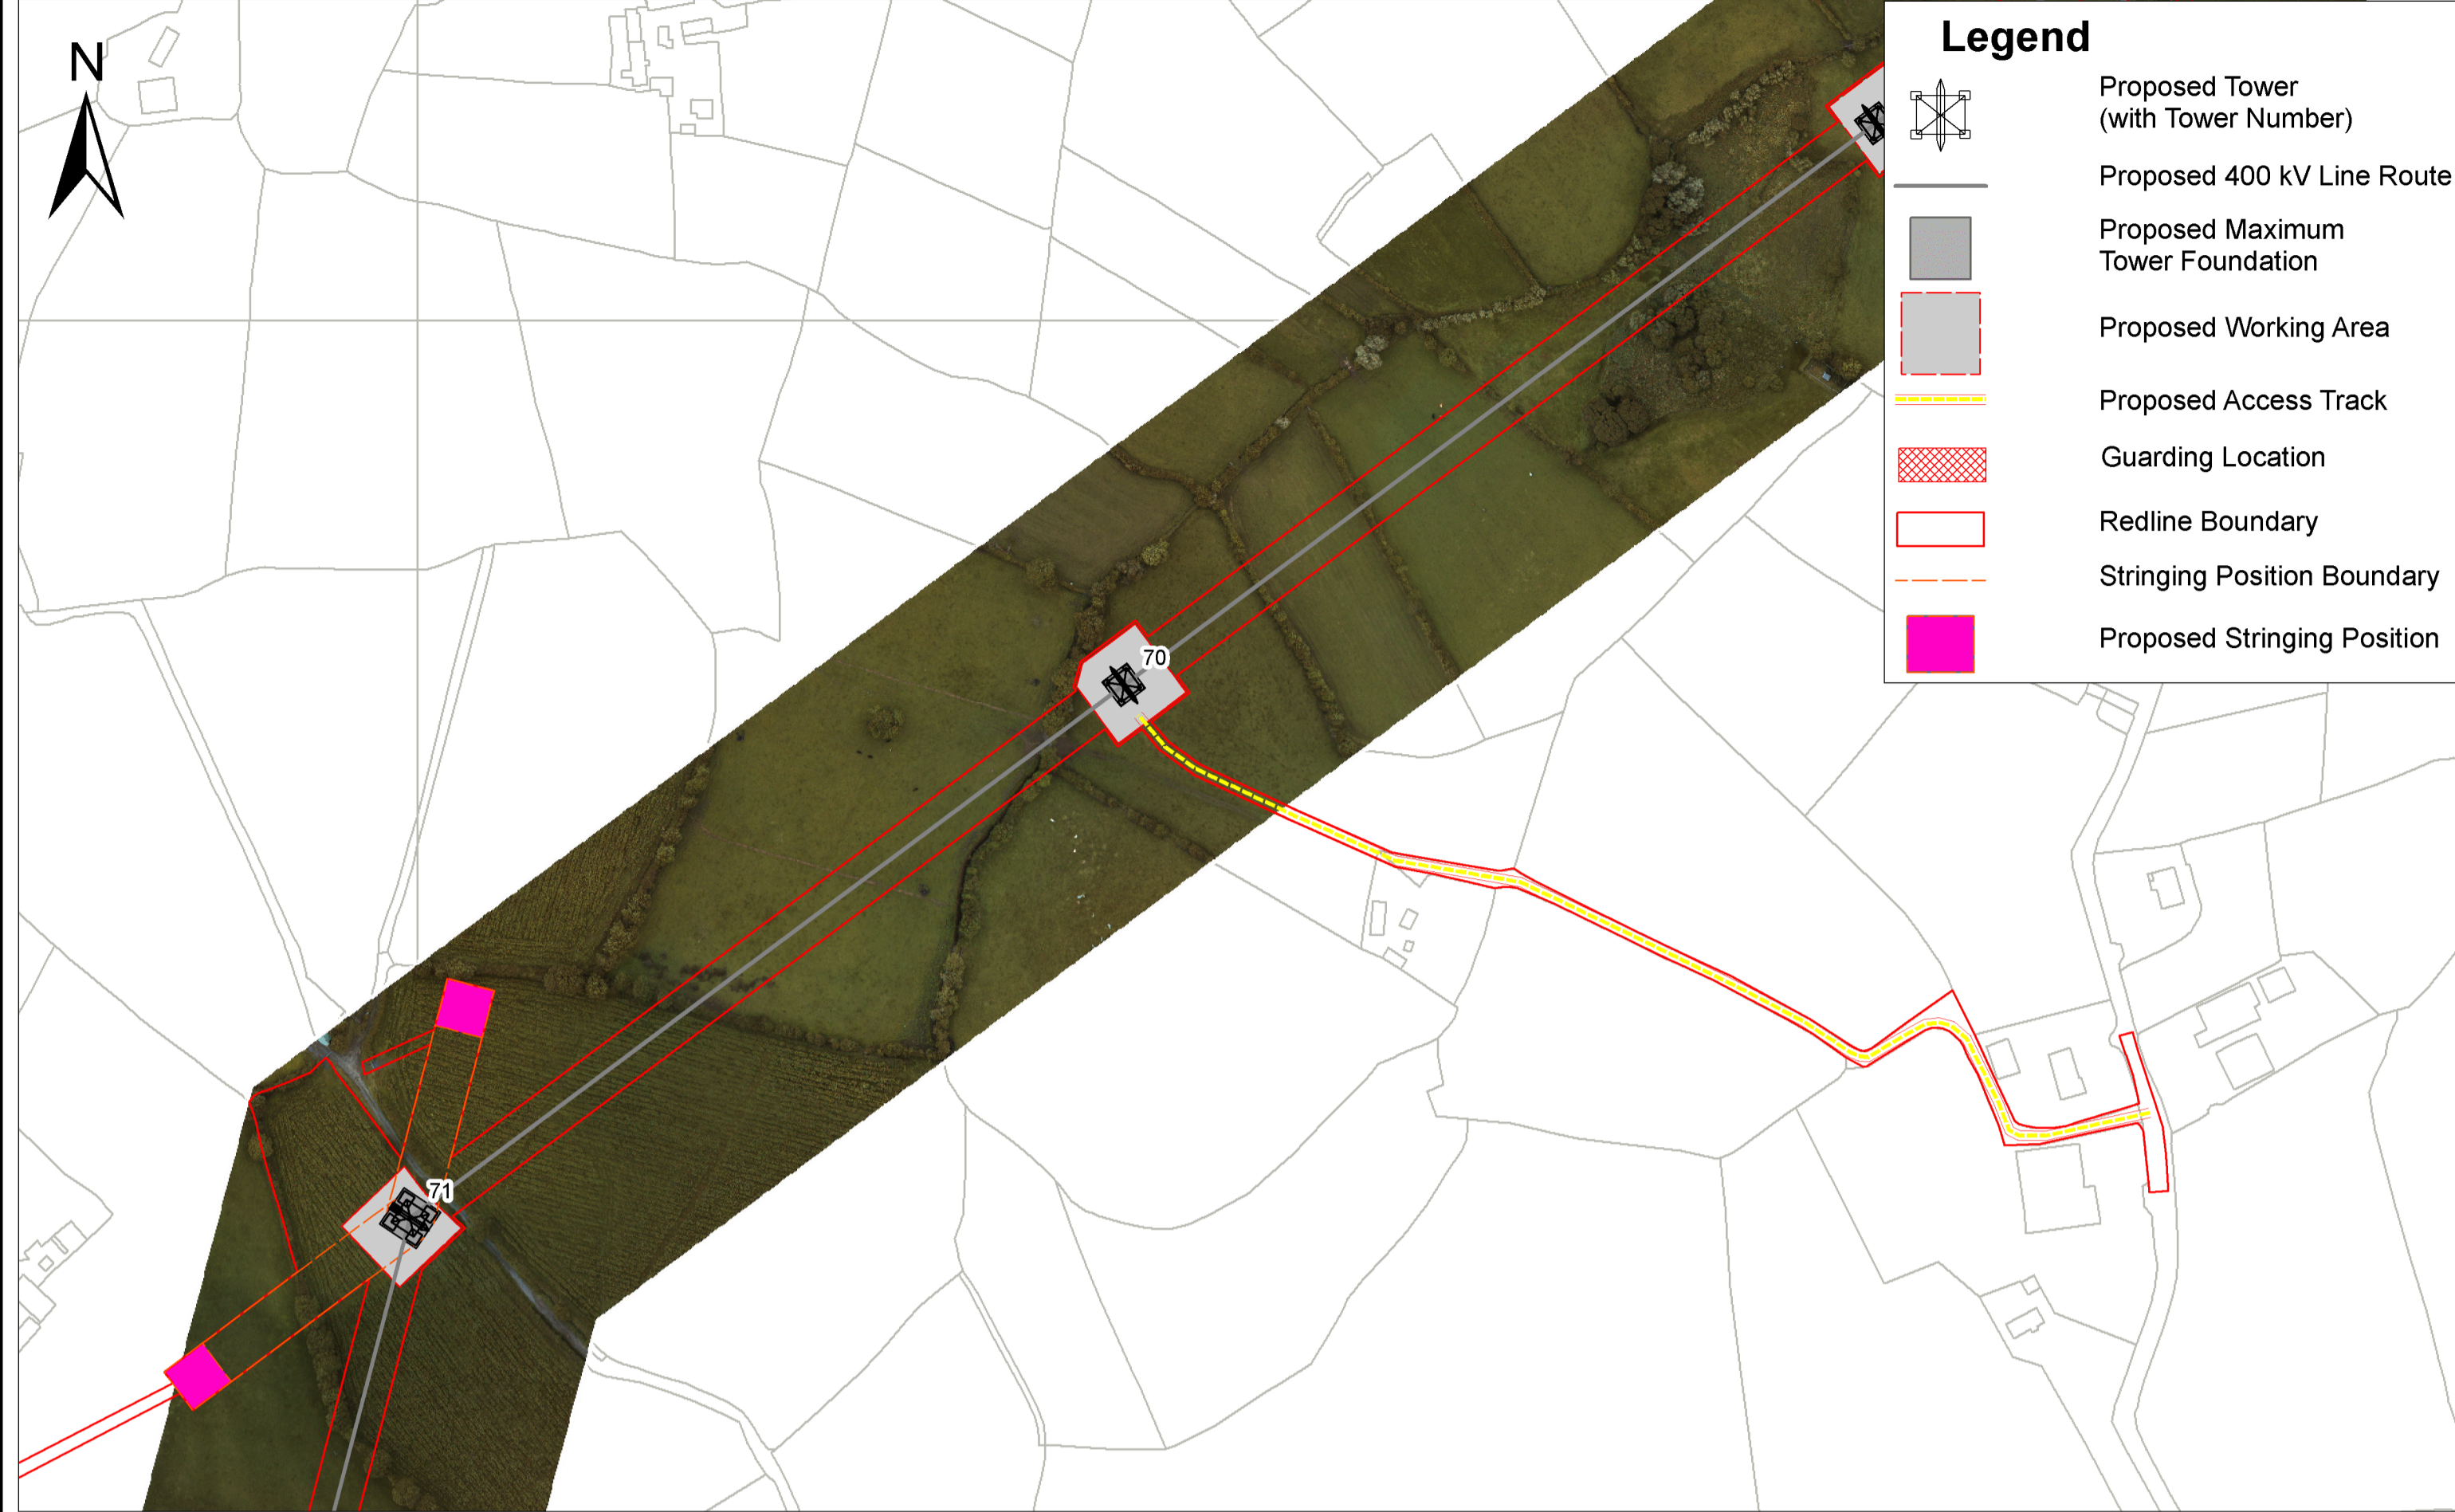 N
Legend
Proposed Tower
(with Tower Number)
Proposed 400 kV Line Route
Proposed Maximum
Tower Foundation
Proposed Working Area
Proposed Access Track
Guarding Location
Redline Boundary
Stringing Position Boundary
Proposed Stringing Position
70
71